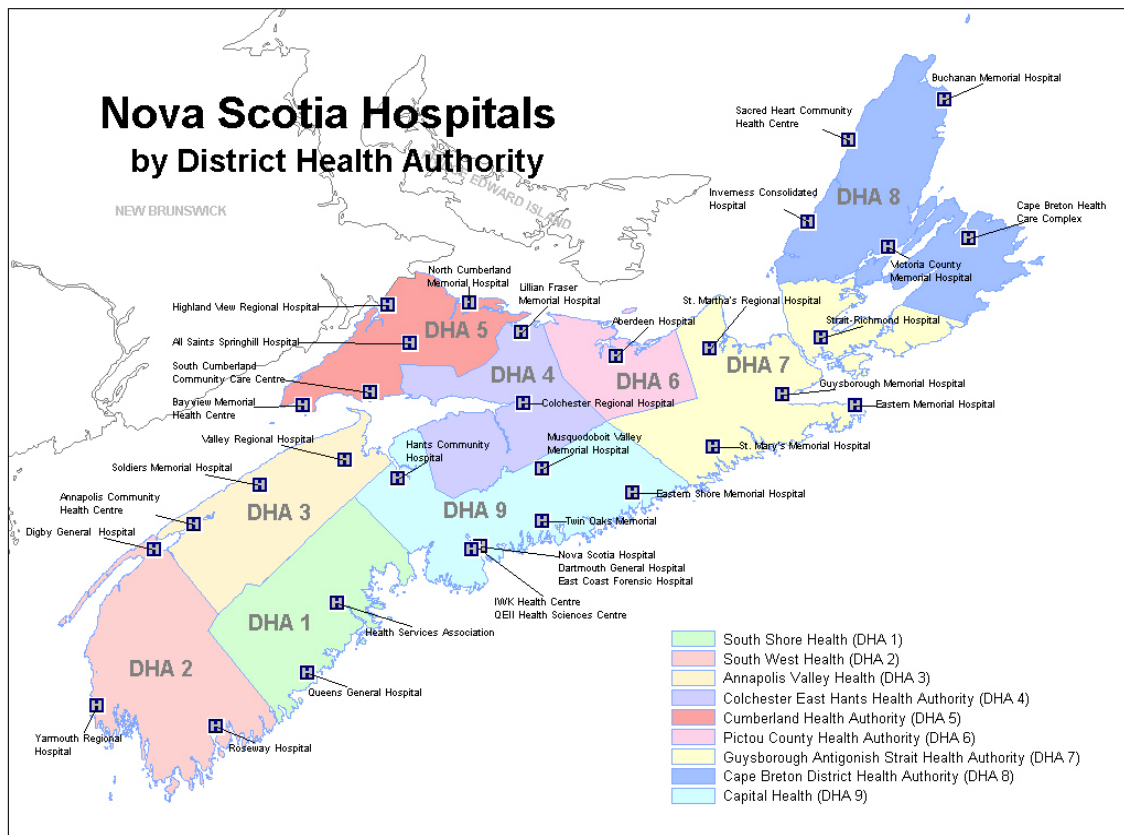 Nova Scotia Hospitals
by District Health Authority
NEW BRUNSWICK
PRINCE EDWARD ISLAND
Buchanan Memorial Hospital
Sacred Heart Community
Health Centre
DHA 8
Inverness Consolidated
Hospital
Cape Breton Health
Care Complex
Victoria County
Memorial Hospital
North Cumberland
Memorial Hospital
Lillian Fraser
Memorial Hospital
Highland View Regional Hospital
St. Martha's Regional Hospital
Aberdeen Hospital
Strait-Richmond Hospital
DHA 5
All Saints Springhill Hospital
DHA 4
DHA 6
DHA 7
South Cumberland
Community Care Centre
Guysborough Memorial Hospital
Bayview Memorial
Health Centre
Colchester Regional Hospital
Eastern Memorial Hospital
Valley Regional Hospital
Hants Community
Hospital
Musquodoboit Valley
Memorial Hospital
St. Mary's Memorial Hospital
Soldiers Memorial Hospital
Eastern Shore Memorial Hospital
Annapolis Community
Health Centre
DHA 3
DHA 9
Twin Oaks Memorial
Digby General Hospital
Nova Scotia Hospital
Dartmouth General Hospital
East Coast Forensic Hospital
IWK Health Centre
QEII Health Sciences Centre
DHA 1
Health Services Association
DHA 2
Queens General Hospital
Yarmouth Regional
Hospital
Roseway Hospital
South Shore Health (DHA 1)
South West Health (DHA 2)
Annapolis Valley Health (DHA 3)
Colchester East Hants Health Authority (DHA 4)
Cumberland Health Authority (DHA 5)
Pictou County Health Authority (DHA 6)
Guysborough Antigonish Strait Health Authority (DHA 7)
Cape Breton District Health Authority (DHA 8)
Capital Health (DHA 9)